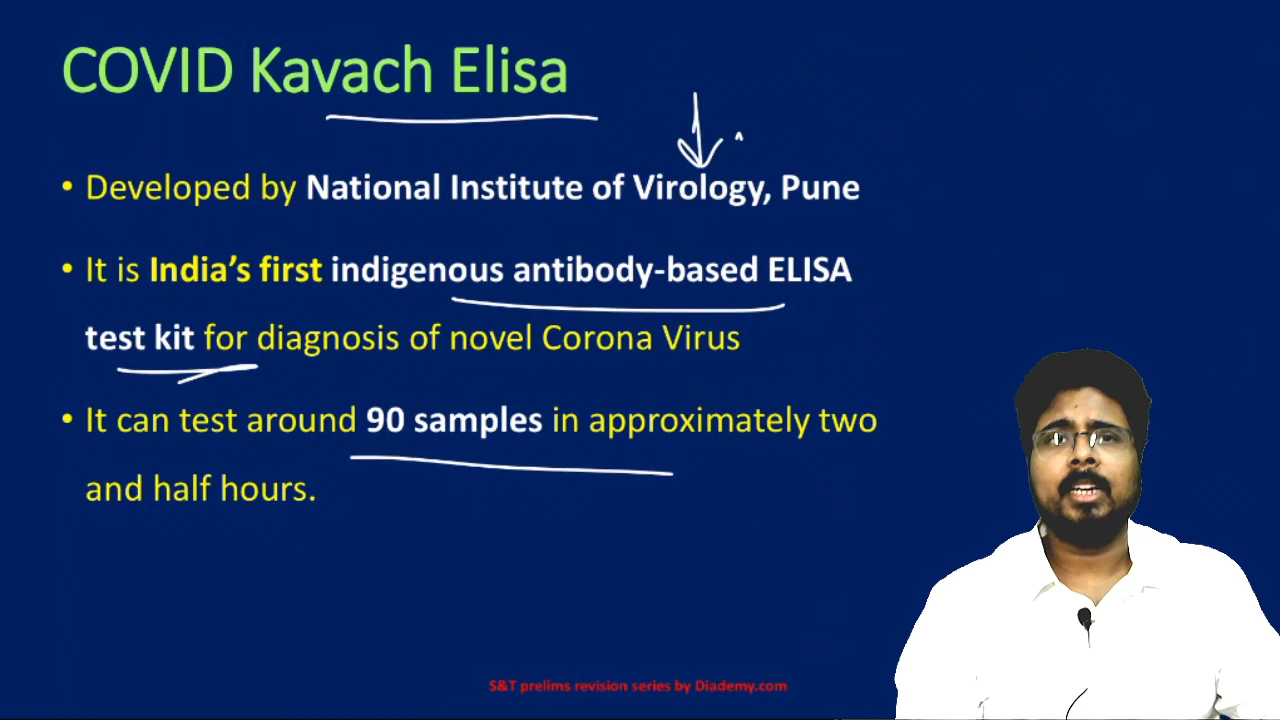 COVID Kavach Elisa
• Developed by National Institute of Virology, Pune
• It is India’s first indigenous antibody-based ELISA
test kit for diagnosis of novel Corona Virus
• It can test around 90 samples in approximately two
and half hours.
S&T prelims revision series by Diademy.com